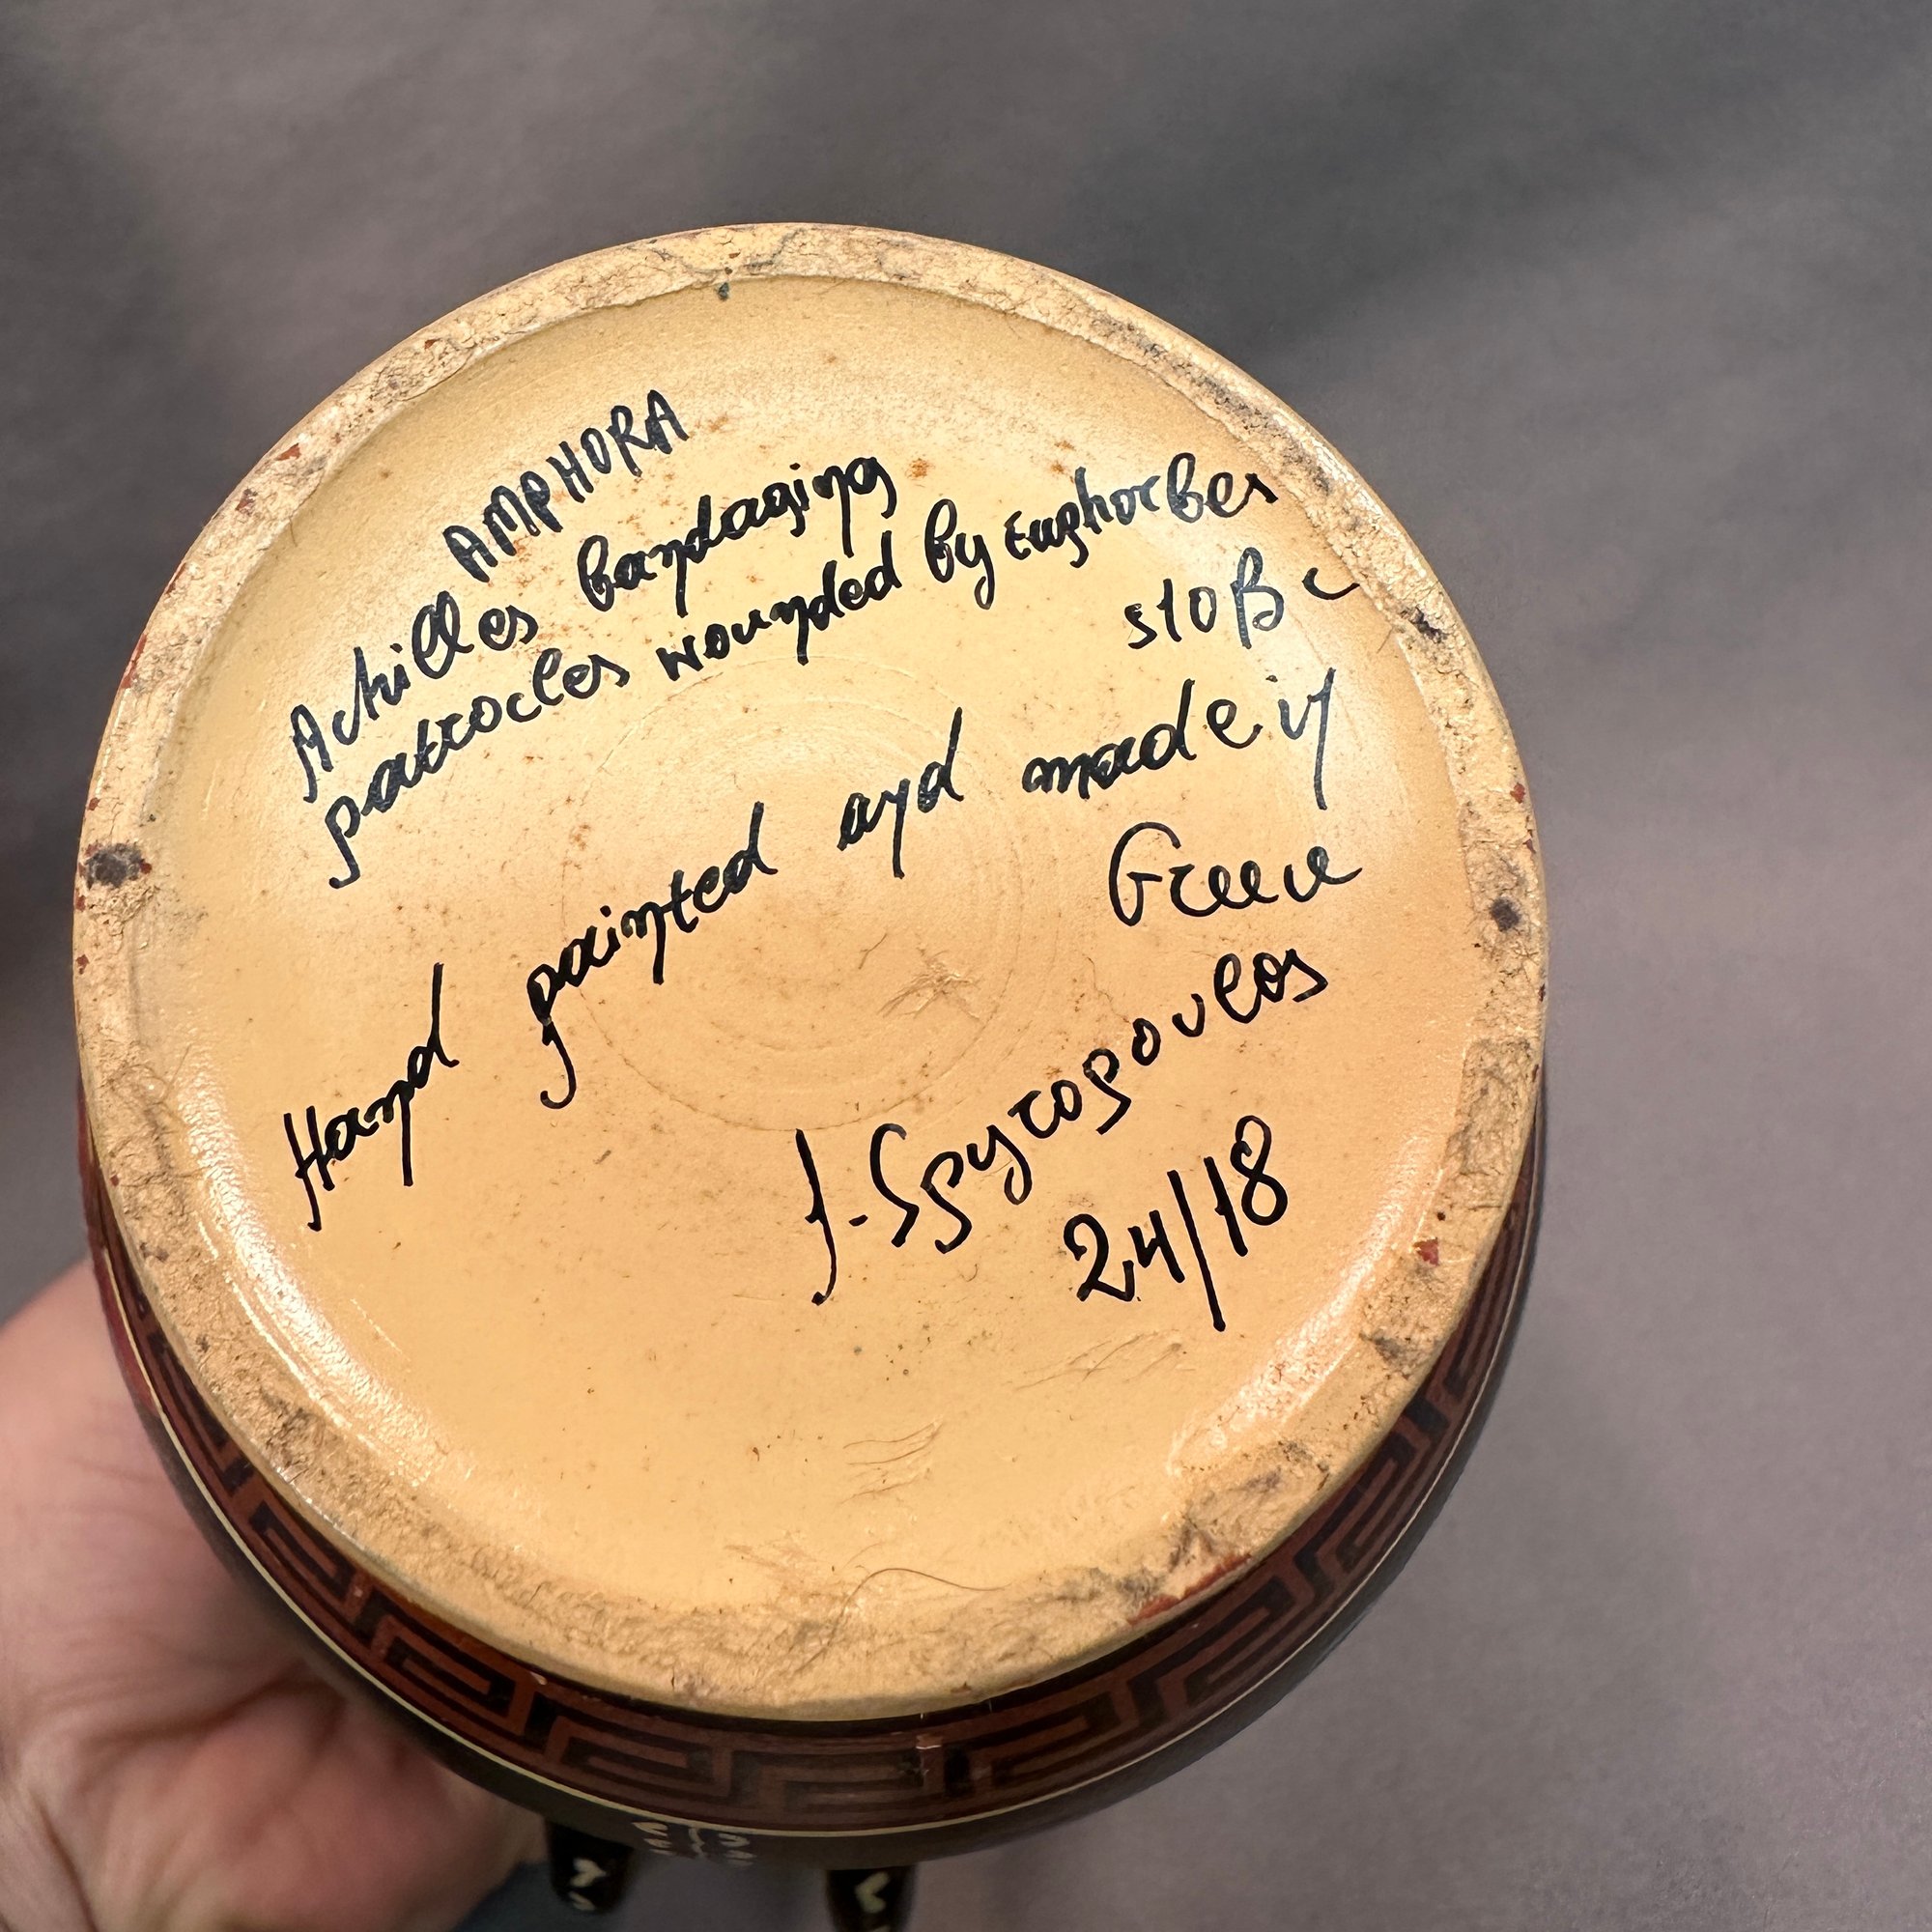 AMPHORA
Achilles bandaging
patrocles wounded by Euphorbes
510 B c
Hand painted and made in
Greece
J. Spyropoulos
24/18